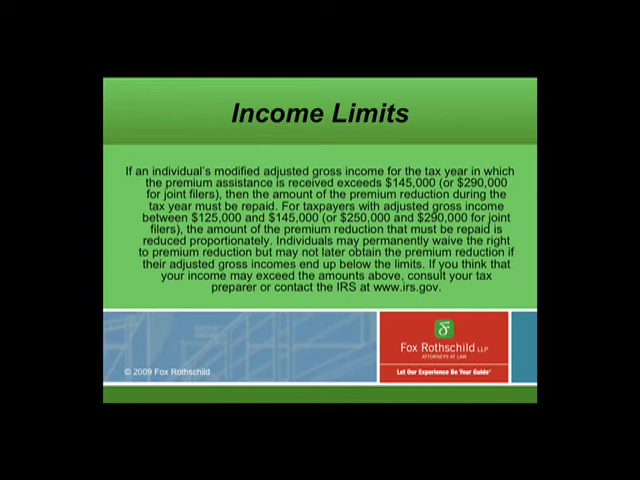 Income Limits
If an individual's modified adjusted gross income for the tax year in which
the premium assistance is received exceeds $145,000 (or $290,000
for joint filers), then the amount of the premium reduction during the
tax year must be repaid. For taxpayers with adjusted gross income
between $125,000 and $145,000 (or $250,000 and $290,000 for joint
filers), the amount of the premium reduction that must be repaid is
reduced proportionately. Individuals may permanently waive the right
to premium reduction but may not later obtain the premium reduction if
their adjusted gross incomes end up below the limits. If you think that
your income may exceed the amounts above, consult your tax
preparer or contact the IRS at www.irs.gov.
Fox Rothschild LLP
ATTORNEYS AT LAW
Let Our Experience Be Your Guide®
© 2009 Fox Rothschild